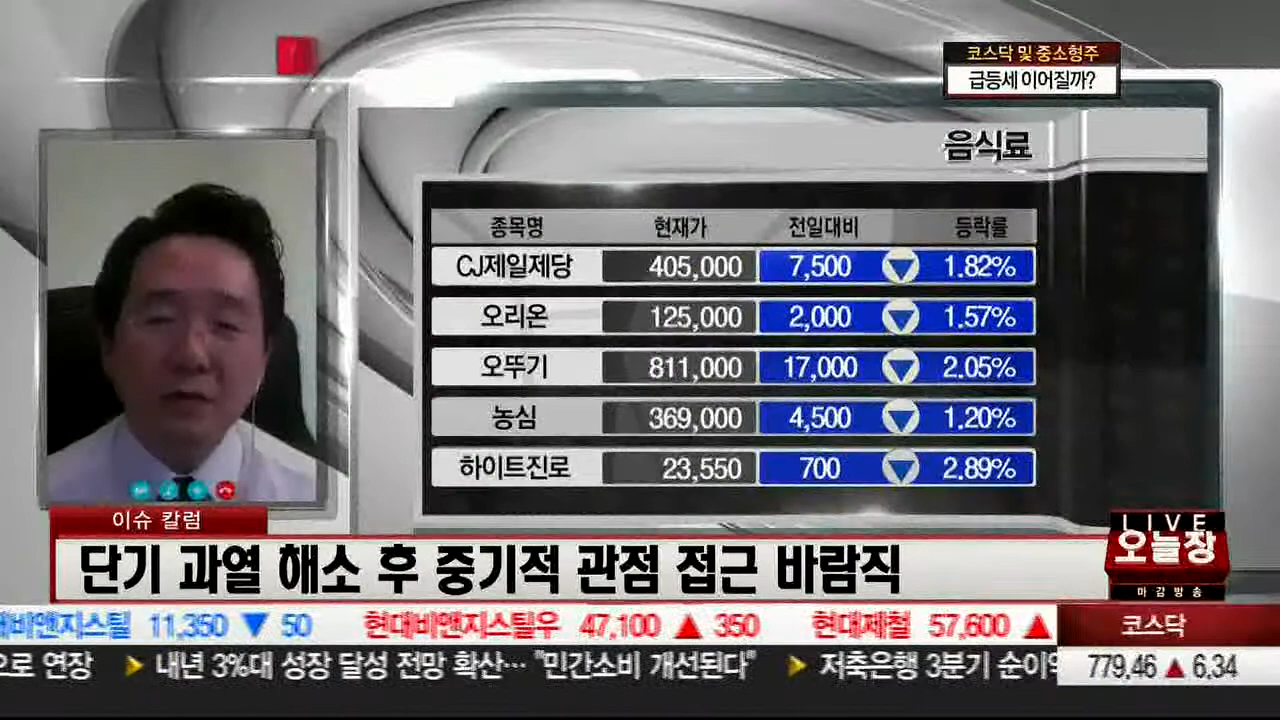 코스닥 및 중소형주
급등세 이어질까?
음식료
종목명 현재가 전일대비 등락률
CJ제일제당 405,000 7,500 ▼ 1.82%
오리온 125,000 2,000 ▼ 1.57%
오뚜기 811,000 17,000 ▼ 2.05%
농심 369,000 4,500 ▼ 1.20%
하이트진로 23,550 700 ▼ 2.89%
이슈 칼럼
단기 과열 해소 후 중기적 관점 접근 바람직
LIVE
오늘장
마감방송
비앤지스틸 11,350 ▼ 50 현대비앤지스틸우 47,100 ▲ 350 현대제철 57,600 ▲
코스닥
으로 연장 ▶ 내년 3%대 성장 달성 전망 확산… "민간소비 개선된다" ▶ 저축은행 3분기 순이익
779.46 ▲ 6.34